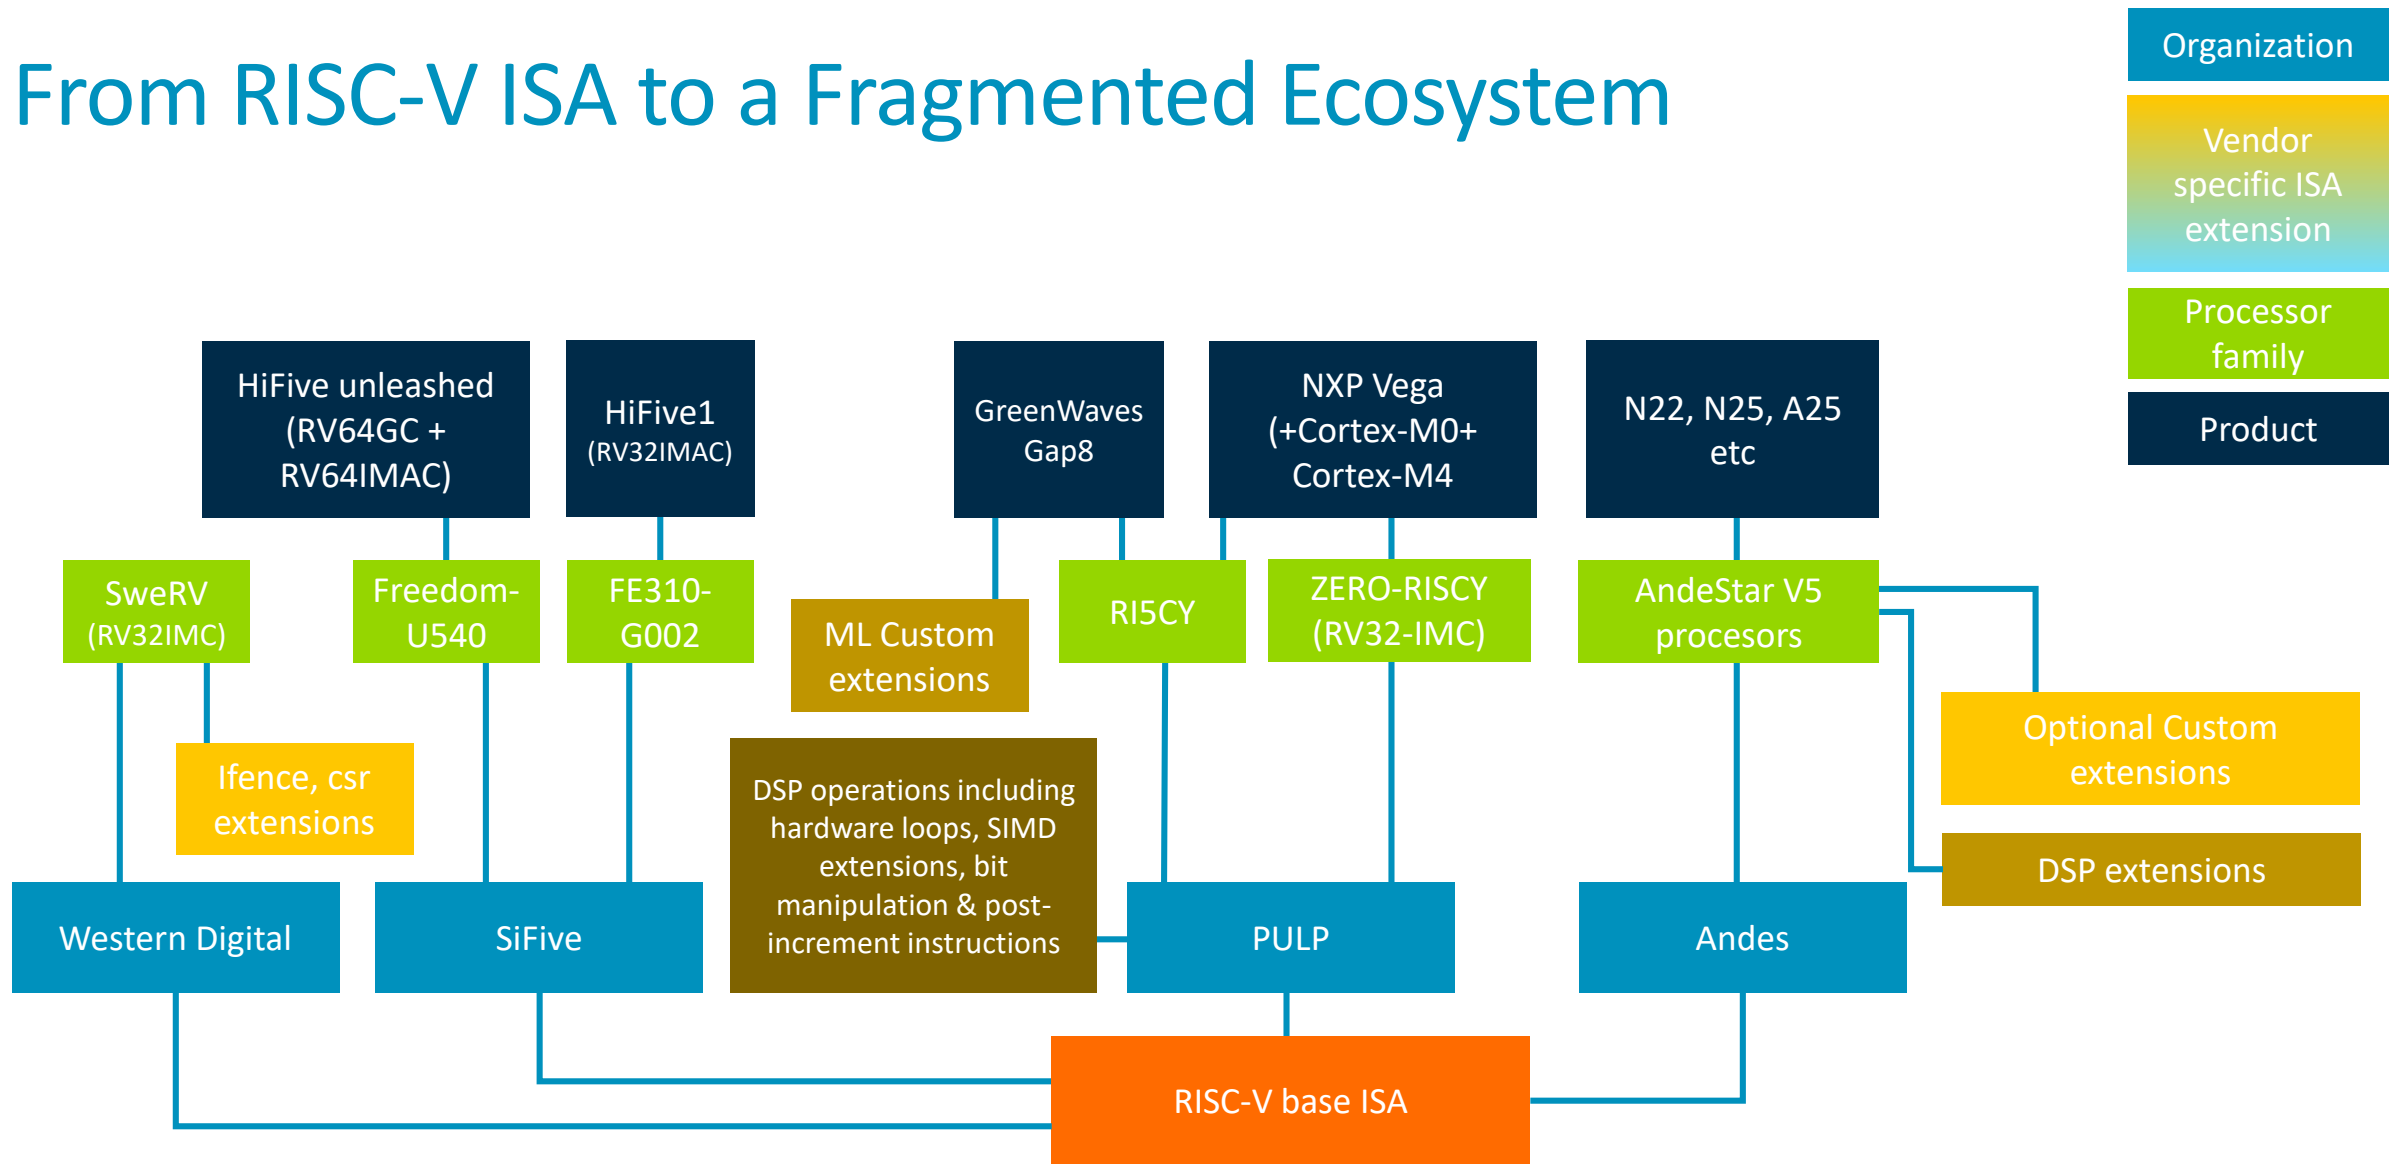 From RISC-V ISA to a Fragmented Ecosystem
Organization
Vendor
specific ISA
extension
Processor
family
Product
HiFive unleashed
(RV64GC +
RV64IMAC)
HiFive1
(RV32IMAC)
GreenWaves
Gap8
NXP Vega
(+Cortex-M0+
Cortex-M4
N22, N25, A25
etc
SweRV
(RV32IMC)
Freedom-
U540
FE310-
G002
ML Custom
extensions
RI5CY
ZERO-RISCY
(RV32-IMC)
AndeStar V5
procesors
Ifence, csr
extensions
DSP operations including
hardware loops, SIMD
extensions, bit
manipulation & post-
increment instructions
Optional Custom
extensions
DSP extensions
Western Digital
SiFive
PULP
Andes
RISC-V base ISA